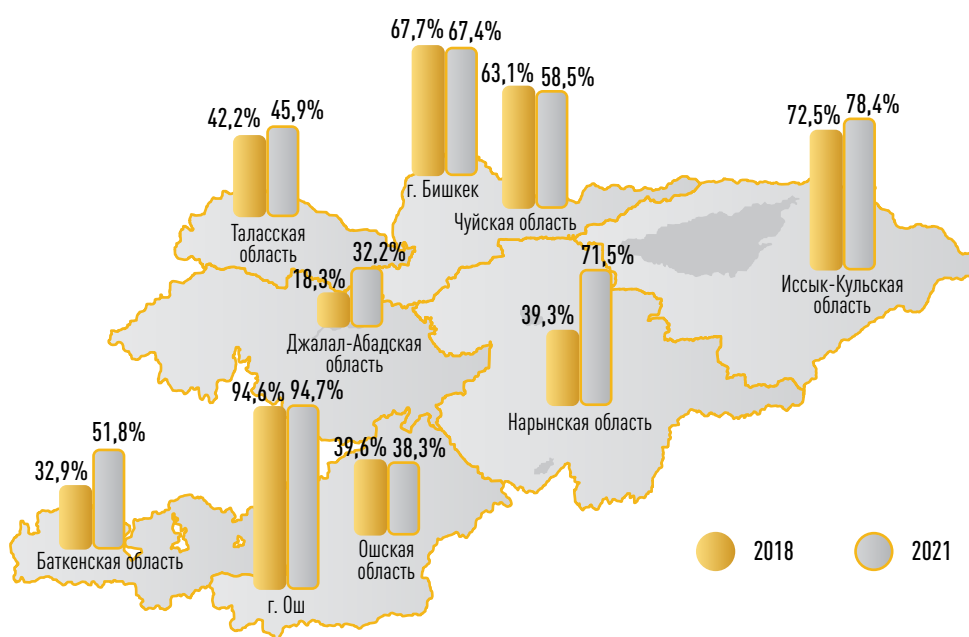 67,7% 67,4%
63,1% 58,5%
42,2% 45,9%
72,5% 78,4%
г. Бишкек
Чуйская область
Таласская
область
32,2%
18,3%
71,5%
39,3%
Иссык-Кульская
область
Джалал-Абадская
область
94,6% 94,7%
Нарынская область
51,8%
32,9%
39,6% 38,3%
Баткенская область
Ошская
область
г. Ош
2018 2021